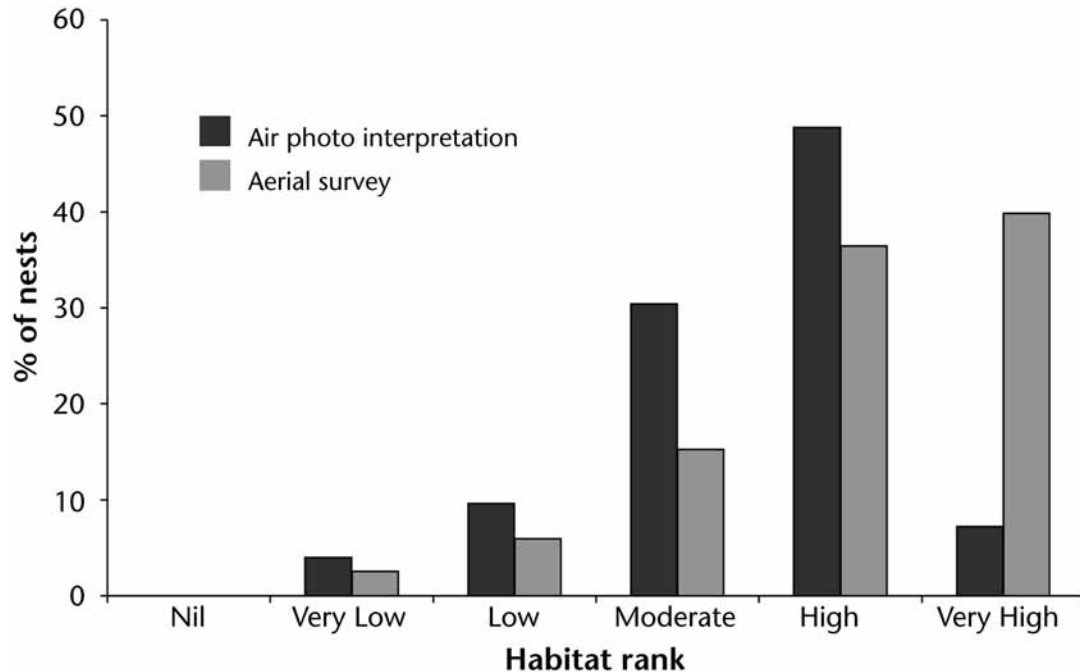 60
50
40
30
20
10
0
% of nests
Air photo interpretation
Aerial survey
Nil Very Low Low Moderate High Very High
Habitat rank